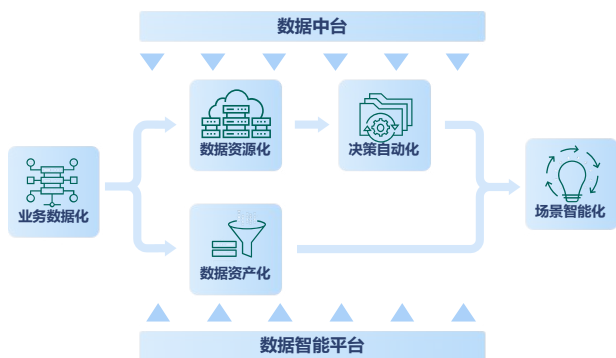 数据中台
数据资源化
决策自动化
业务数据化
场景智能化
数据资产化
数据智能平台